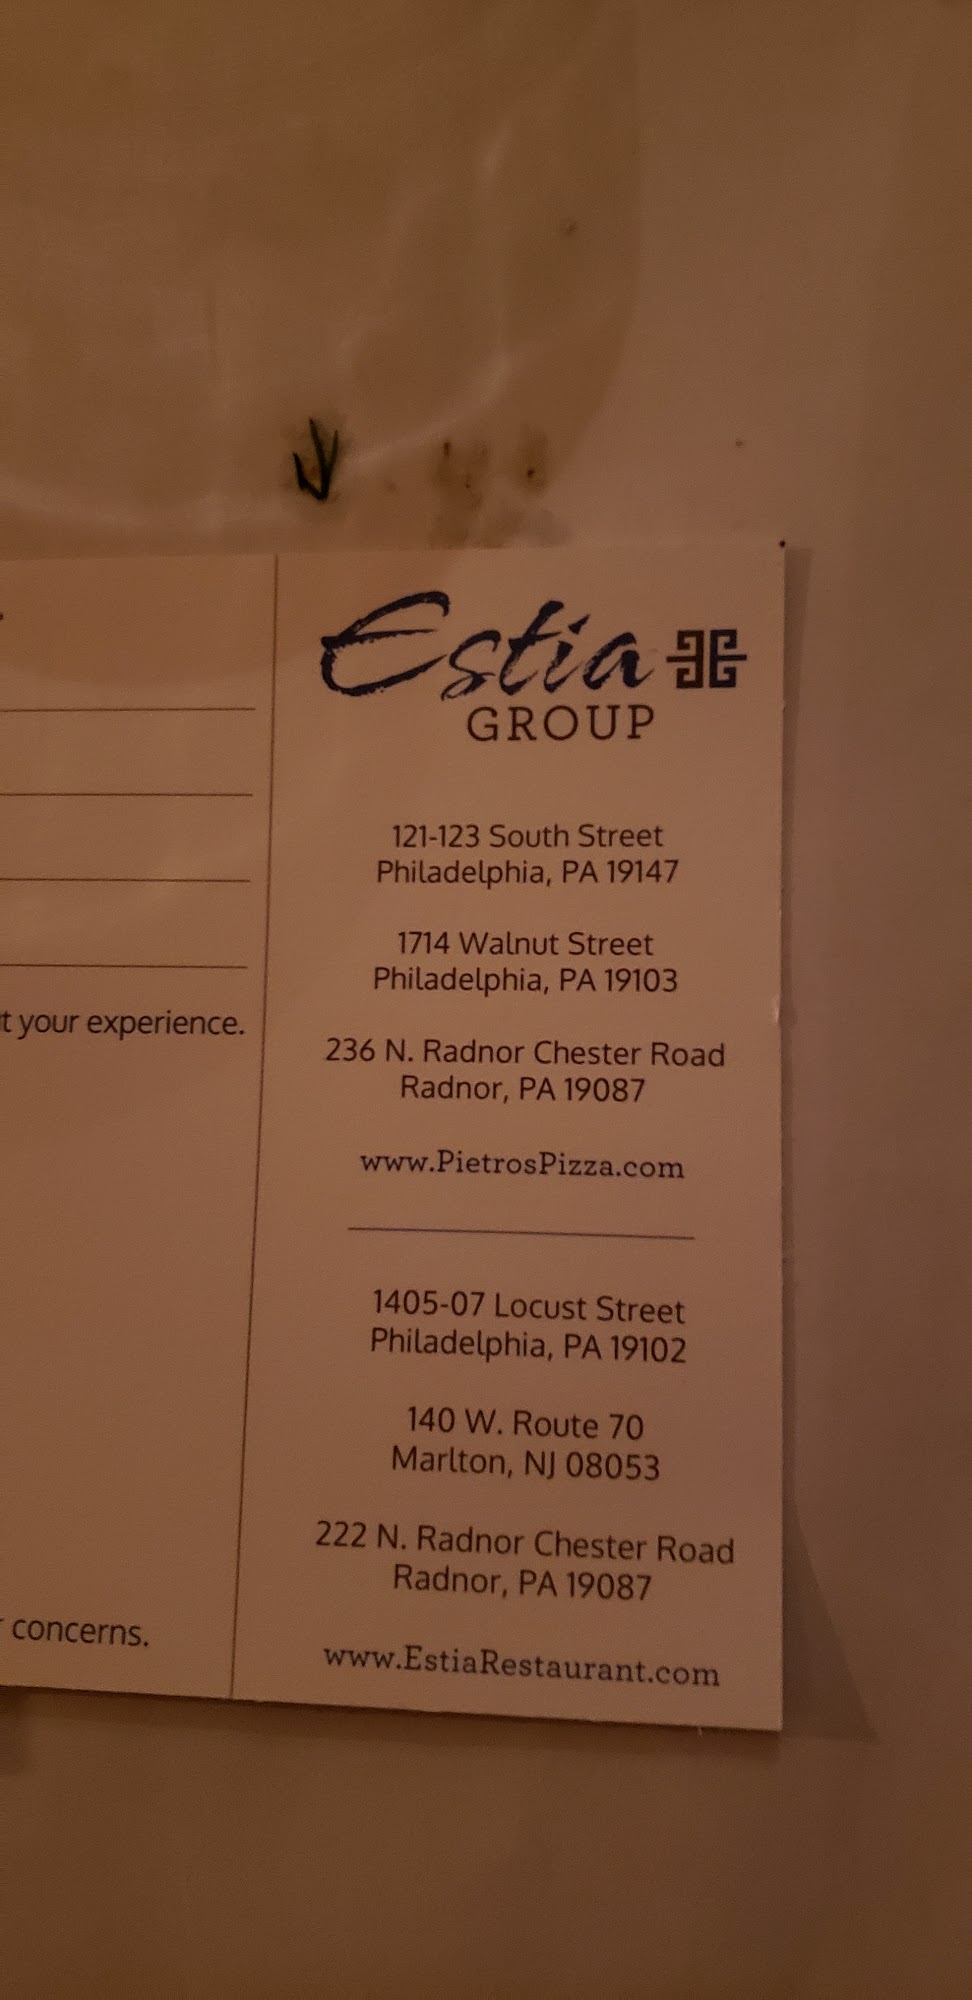 Estia
GROUP
121-123 South Street
Philadelphia, PA 19147
1714 Walnut Street
Philadelphia, PA 19103
236 N. Radnor Chester Road
Radnor, PA 19087
www.PietrosPizza.com
1405-07 Locust Street
Philadelphia, PA 19102
140 W. Route 70
Marlton, NJ 08053
222 N. Radnor Chester Road
Radnor, PA 19087
www.EstiaRestaurant.com
your experience.
concerns.